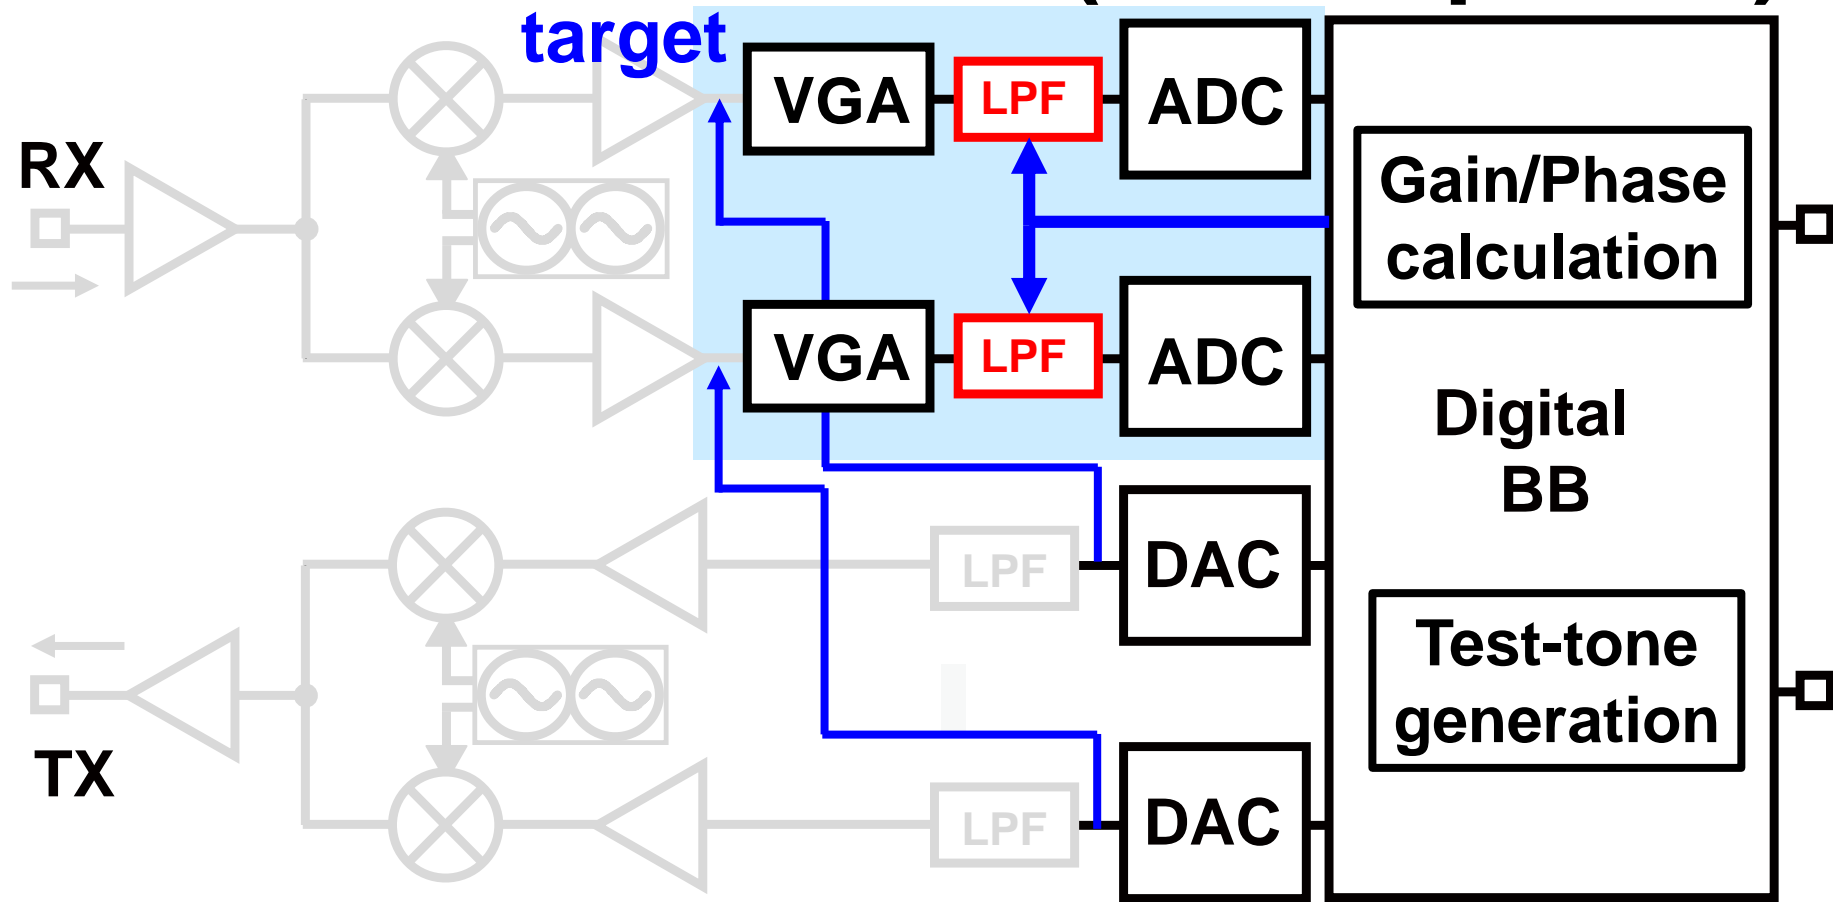 target
VGA
LPF
ADC
RX
Gain/Phase
calculation
VGA
LPF
ADC
Digital
BB
LPF
DAC
Test-tone
generation
TX
LPF
DAC